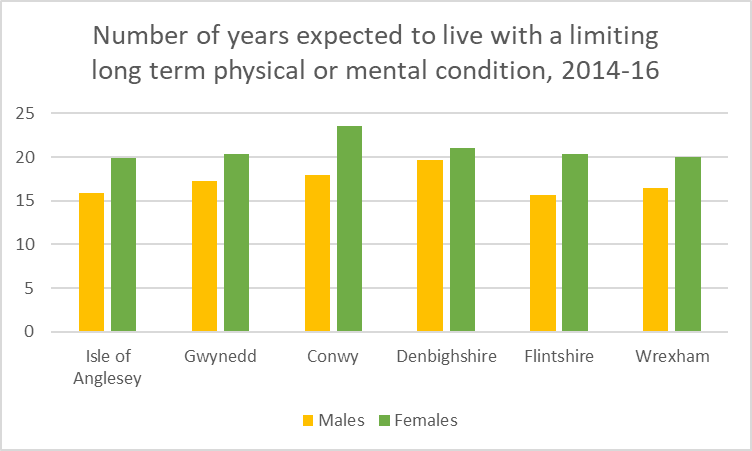 Number of years expected to live with a limiting
long term physical or mental condition, 2014-16
25
20
15
10
5
0
Isle of
Anglesey
Gwynedd
Conwy
Denbighshire
Flintshire
Wrexham
Males
Females